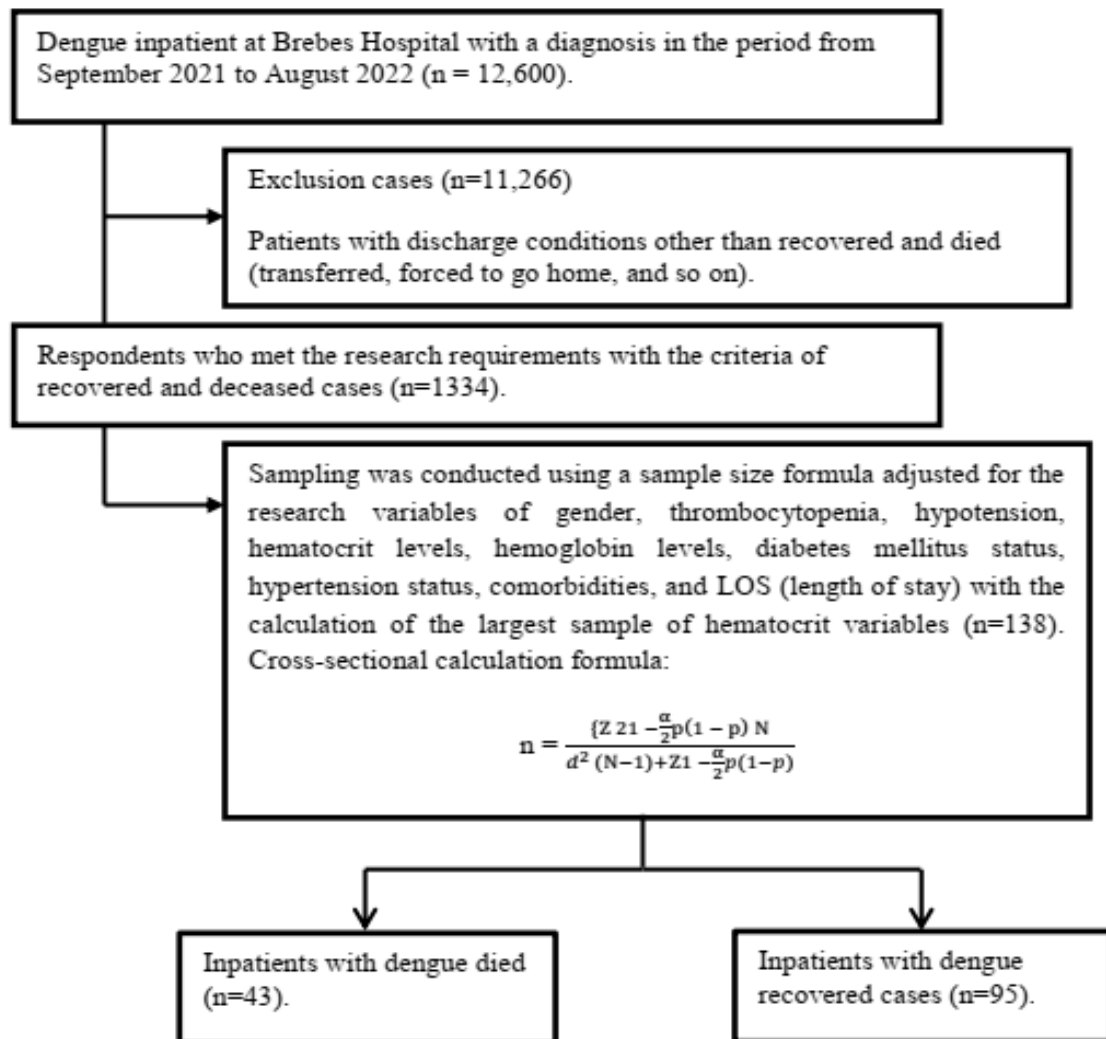 Dengue inpatient at Brebes Hospital with a diagnosis in the period from
September 2021 to August 2022 (n = 12,600).
Exclusion cases (n=11,266)
Patients with discharge conditions other than recovered and died
(transferred, forced to go home, and so on).
Respondents who met the research requirements with the criteria of
recovered and deceased cases (n=1334).
Sampling was conducted using a sample size formula adjusted for the
research variables of gender, thrombocytopenia, hypotension,
hematocrit levels, hemoglobin levels, diabetes mellitus status,
hypertension status, comorbidities, and LOS (length of stay) with the
calculation of the largest sample of hematocrit variables (n=138).
Cross-sectional calculation formula:
n = {Z 21 − α/2 p(1 − p) N / d² (N−1)+Z1 − α/2 p(1−p)
Inpatients with dengue died
(n=43).
Inpatients with dengue
recovered cases (n=95).